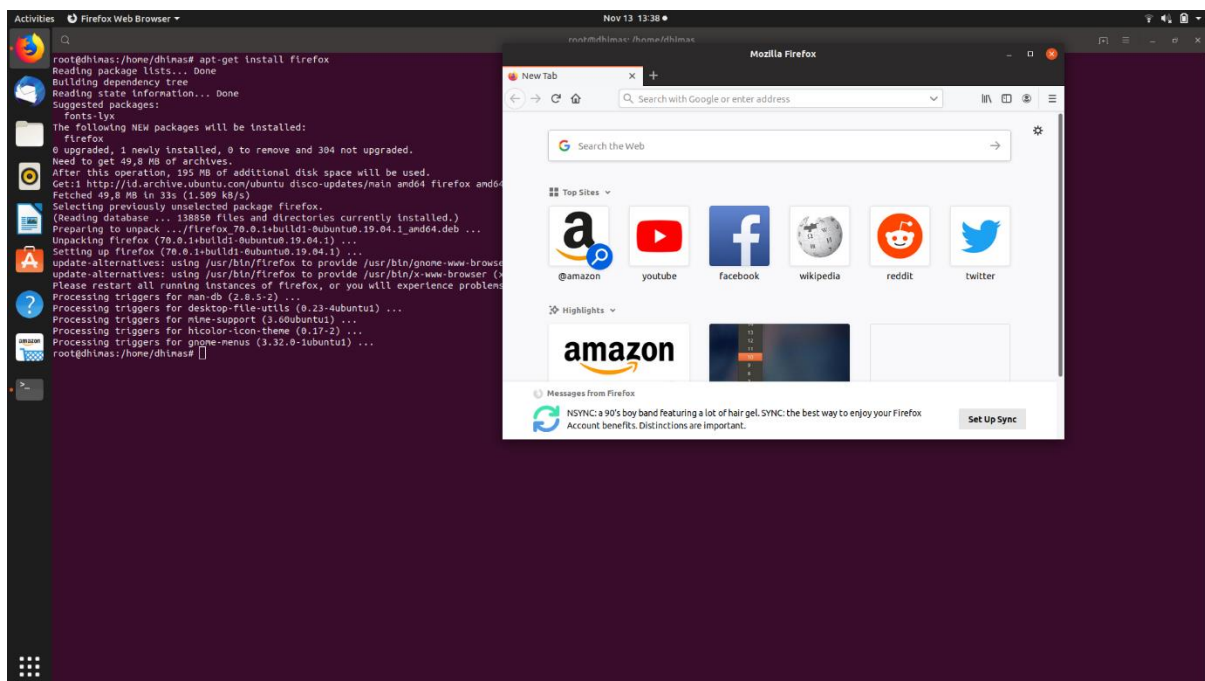 Activities Firefox Web Browser Nov 13 13:38
root@dhimas: /home/dhimas
root@dhimas:/home/dhimas# apt-get install firefox
Reading package lists... Done
Building dependency tree
Reading state information... Done
Suggested packages:
fonts-lyx
The following NEW packages will be installed:
firefox
0 upgraded, 1 newly installed, 0 to remove and 304 not upgraded.
Need to get 49,8 MB of archives.
After this operation, 195 MB of additional disk space will be used.
Get:1 http://id.archive.ubuntu.com/ubuntu disco-updates/main amd64 firefox amd64
Fetched 49,8 MB in 33s (1.509 kB/s)
Selecting previously unselected package firefox.
(Reading database ... 138850 files and directories currently installed.)
Preparing to unpack .../firefox_70.0.1+build1-0ubuntu0.19.04.1_amd64.deb ...
Unpacking firefox (70.0.1+build1-0ubuntu0.19.04.1) ...
Setting up firefox (70.0.1+build1-0ubuntu0.19.04.1) ...
update-alternatives: using /usr/bin/firefox to provide /usr/bin/gnome-www-browse
update-alternatives: using /usr/bin/firefox to provide /usr/bin/x-www-browser (x
Please restart all running instances of firefox, or you will experience problems
Processing triggers for man-db (2.8.5-2) ...
Processing triggers for desktop-file-utils (0.23-4ubuntu1) ...
Processing triggers for mime-support (3.60ubuntu1) ...
Processing triggers for hicolor-icon-theme (0.17-2) ...
Processing triggers for gnome-menus (3.32.0-1ubuntu1) ...
root@dhimas:/home/dhimas#
amazon
Mozilla Firefox
New Tab
Search with Google or enter address
Search the Web
Top Sites
@amazon youtube facebook wikipedia reddit twitter
Highlights
amazon
13
12
11
10
Messages from Firefox
NSYNC: a 90's boy band featuring a lot of hair gel. SYNC: the best way to enjoy your Firefox
Account benefits. Distinctions are important.
Set Up Sync